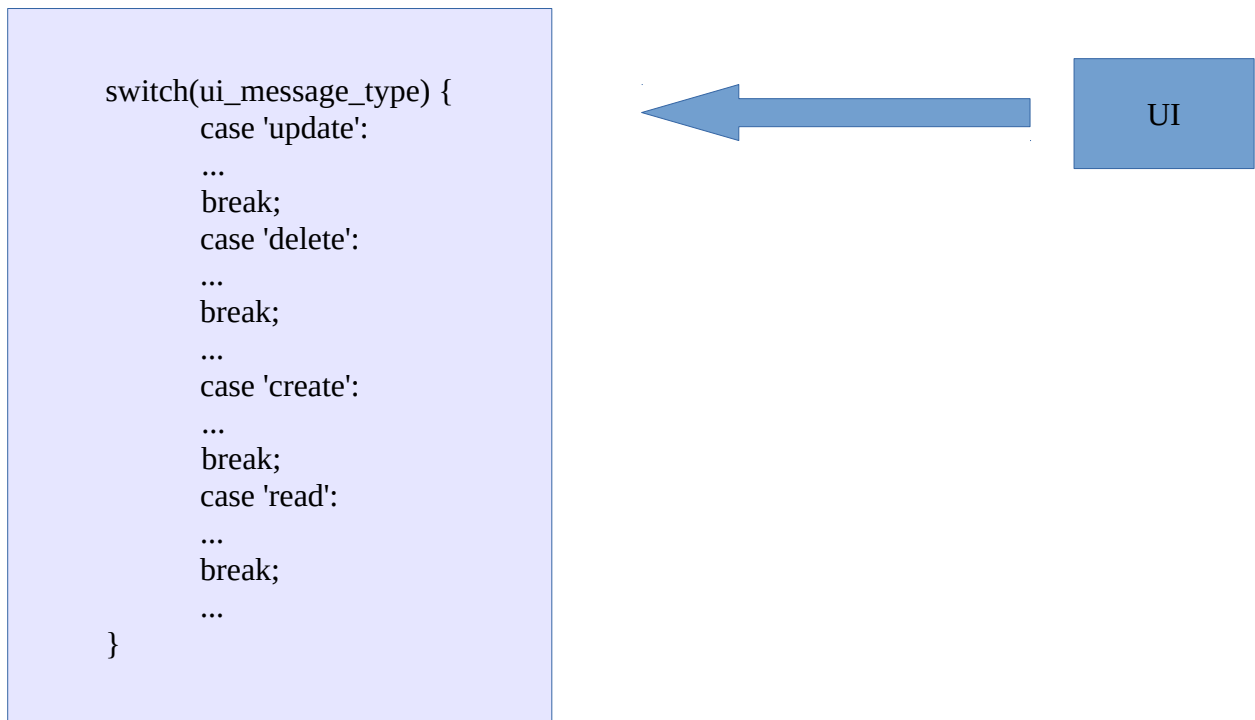 switch(ui_message_type) {
case 'update':
...
break;
case 'delete':
...
break;
...
case 'create':
...
break;
case 'read':
...
break;
...
}
UI